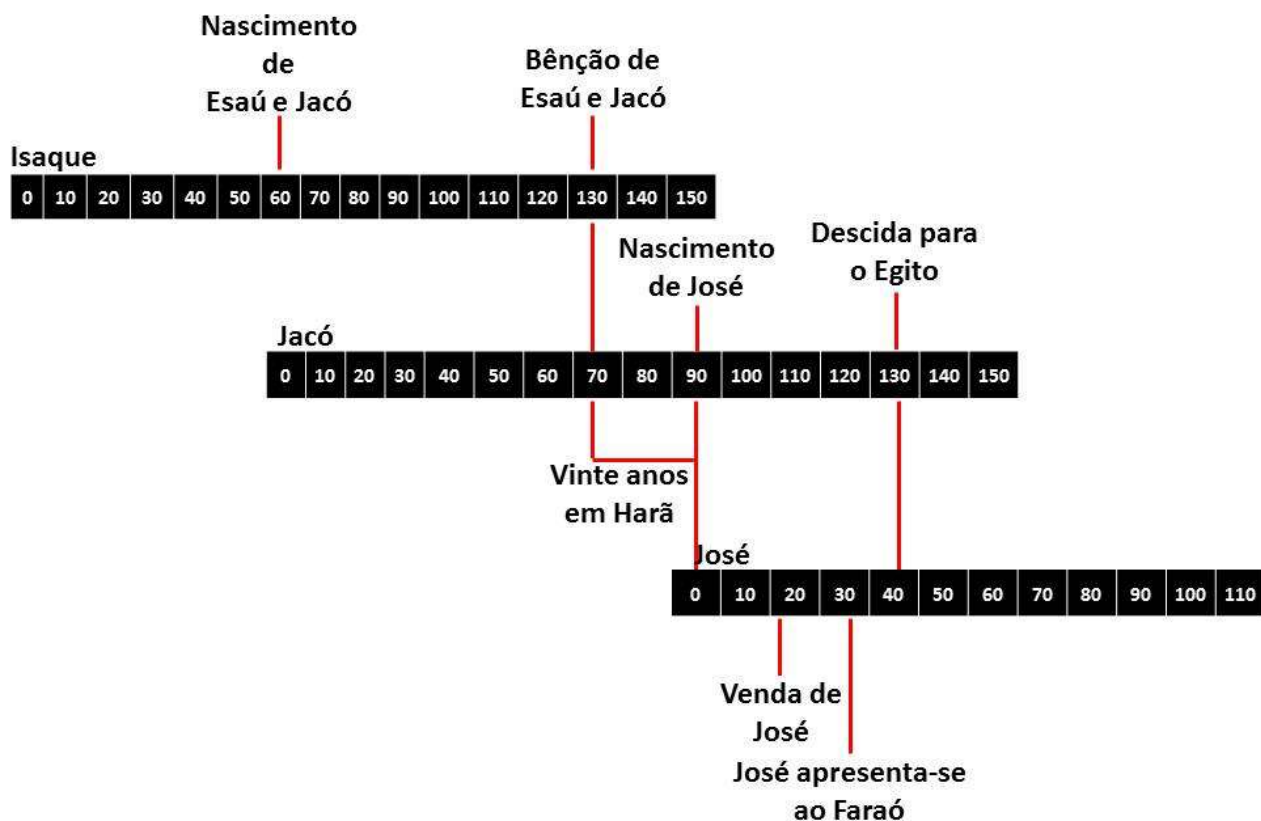 Nascimento
de
Esaú e Jacó
Bênção de
Esaú e Jacó
Isaque
0 10 20 30 40 50 60 70 80 90 100 110 120 130 140 150
Nascimento
de José
Descida para
o Egito
Jacó
0 10 20 30 40 50 60 70 80 90 100 110 120 130 140 150
Vinte anos
em Harã
José
0 10 20 30 40 50 60 70 80 90 100 110
Venda de
José
José apresenta-se
ao Faraó